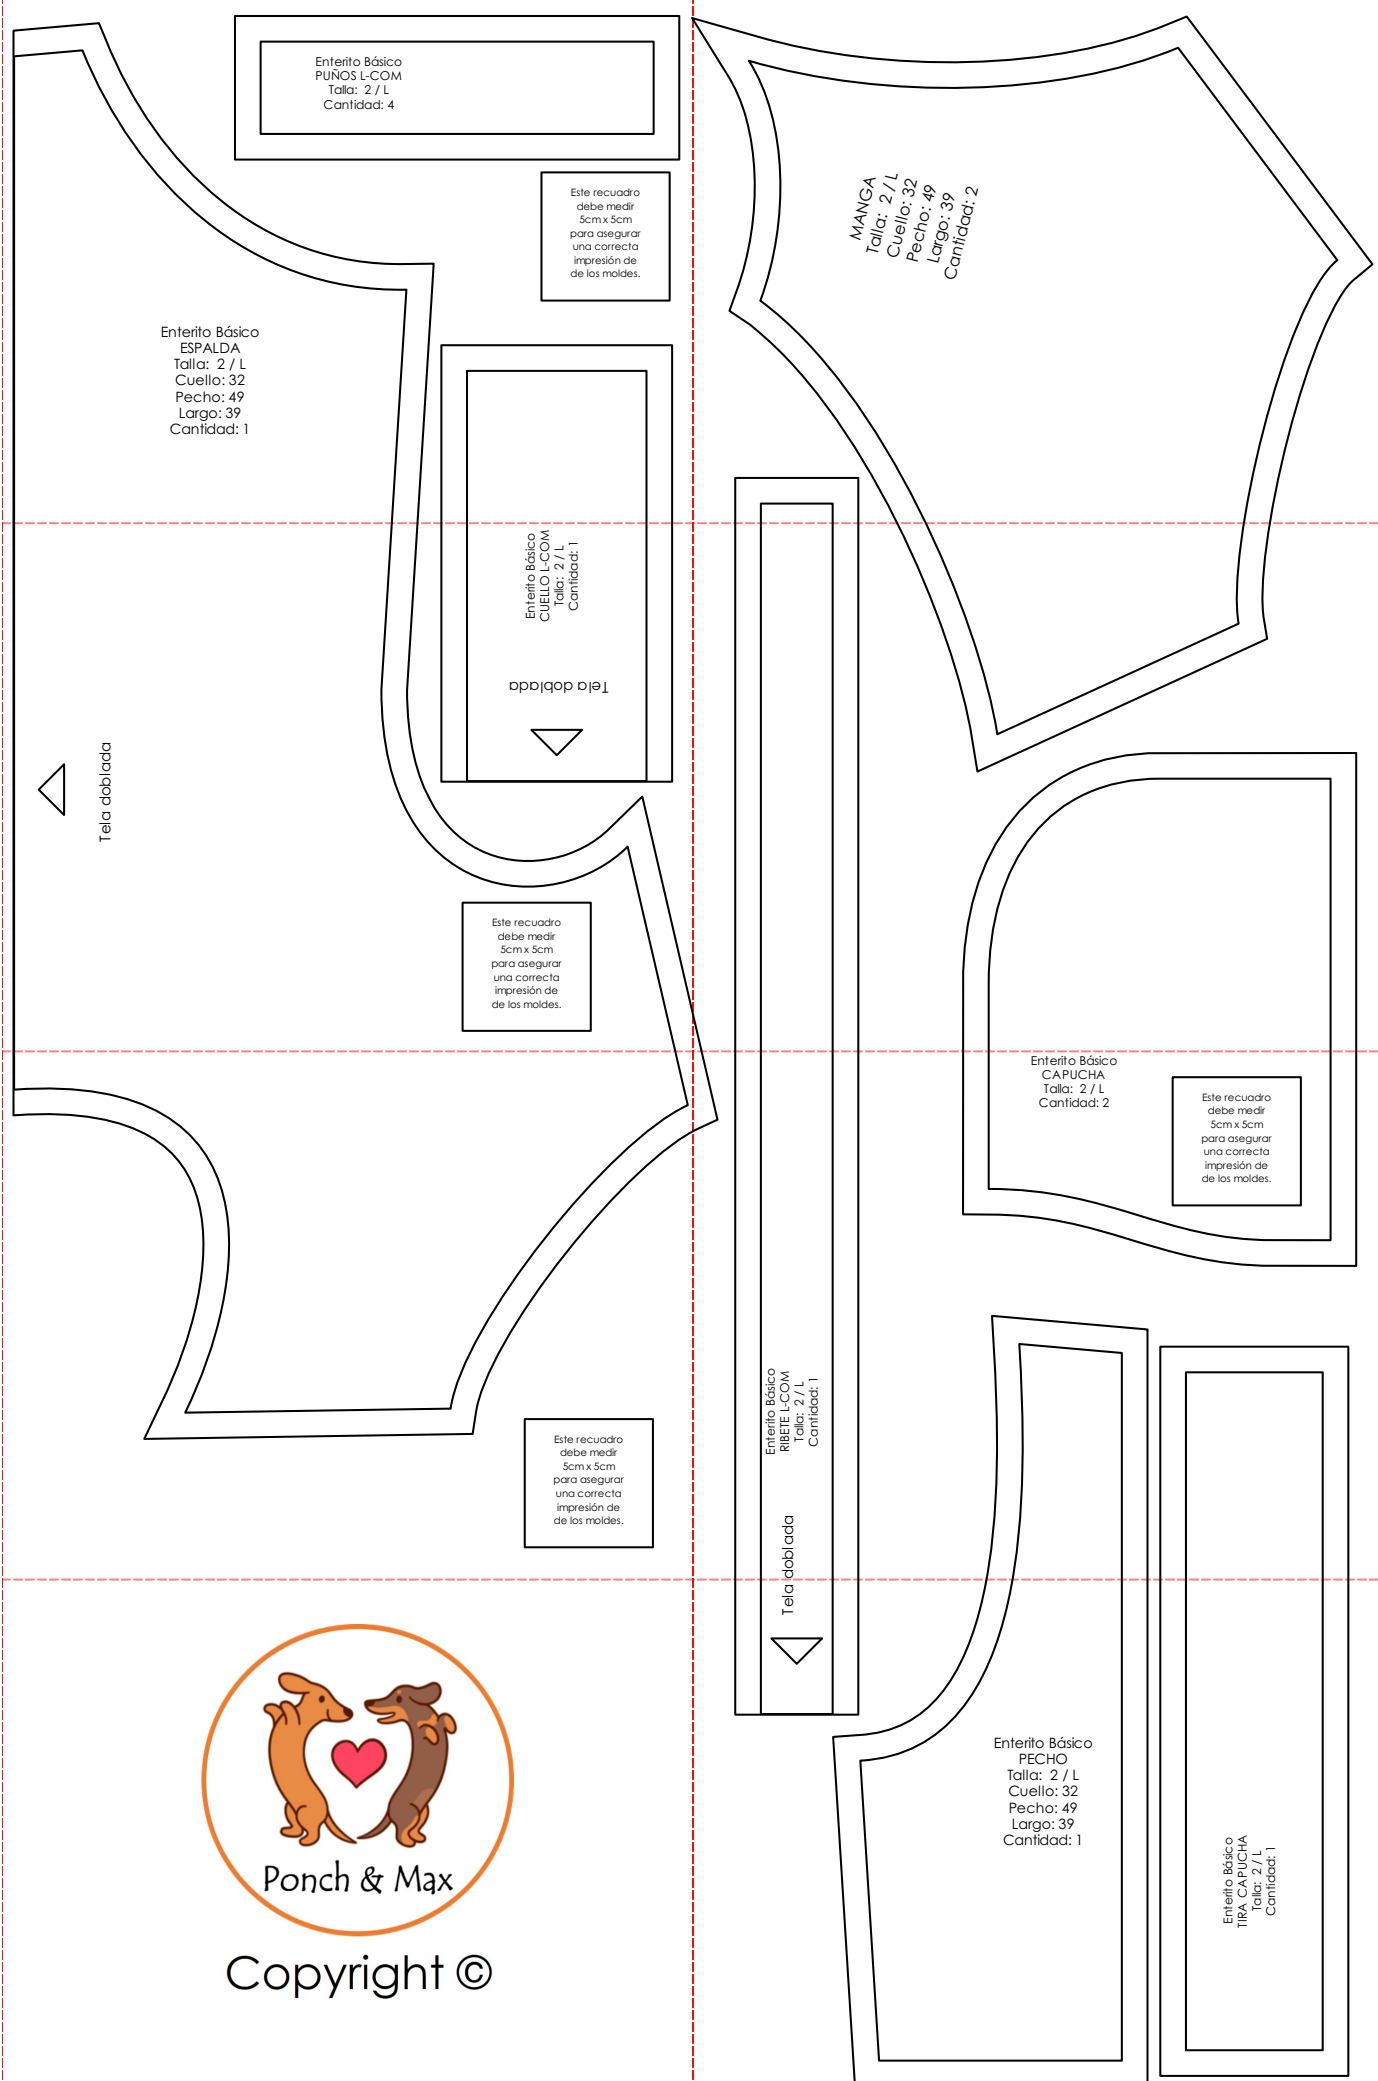 Enterito Básico
PUÑOS L-COM
Talla: 2 / L
Cantidad: 4
Este recuadro
debe medir
5cm x 5cm
para asegurar
una correcta
impresión de
de los moldes.
MANGA
Talla: 2 / L
Cuello: 32
Pecho: 49
Largo: 39
Cantidad: 2
Enterito Básico
ESPALDA
Talla: 2 / L
Cuello: 32
Pecho: 49
Largo: 39
Cantidad: 1
Enterito Básico
CUELLO L-COM
Talla: 2 / L
Cantidad: 1
Tela doblada
Tela doblada
Este recuadro
debe medir
5cm x 5cm
para asegurar
una correcta
impresión de
de los moldes.
Enterito Básico
CAPUCHA
Talla: 2 / L
Cantidad: 2
Este recuadro
debe medir
5cm x 5cm
para asegurar
una correcta
impresión de
de los moldes.
Enterito Básico
RIBETE L-COM
Talla: 2 / L
Cantidad: 1
Tela doblada
Este recuadro
debe medir
5cm x 5cm
para asegurar
una correcta
impresión de
de los moldes.
Enterito Básico
PECHO
Talla: 2 / L
Cuello: 32
Pecho: 49
Largo: 39
Cantidad: 1
Enterito Básico
TIRA CAPUCHA
Talla: 2 / L
Cantidad: 1
Ponch & Max
Copyright ©